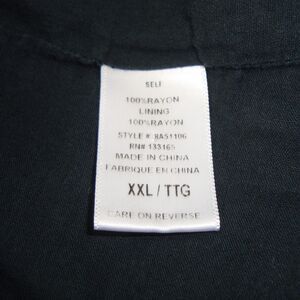 SELF
100%RAYON
LINING
100%RAYON
STYLE #: 8A51106
RN# 133165
MADE IN CHINA
FABRIQUE EN CHINA
XXL / TTG
CARE ON REVERSE